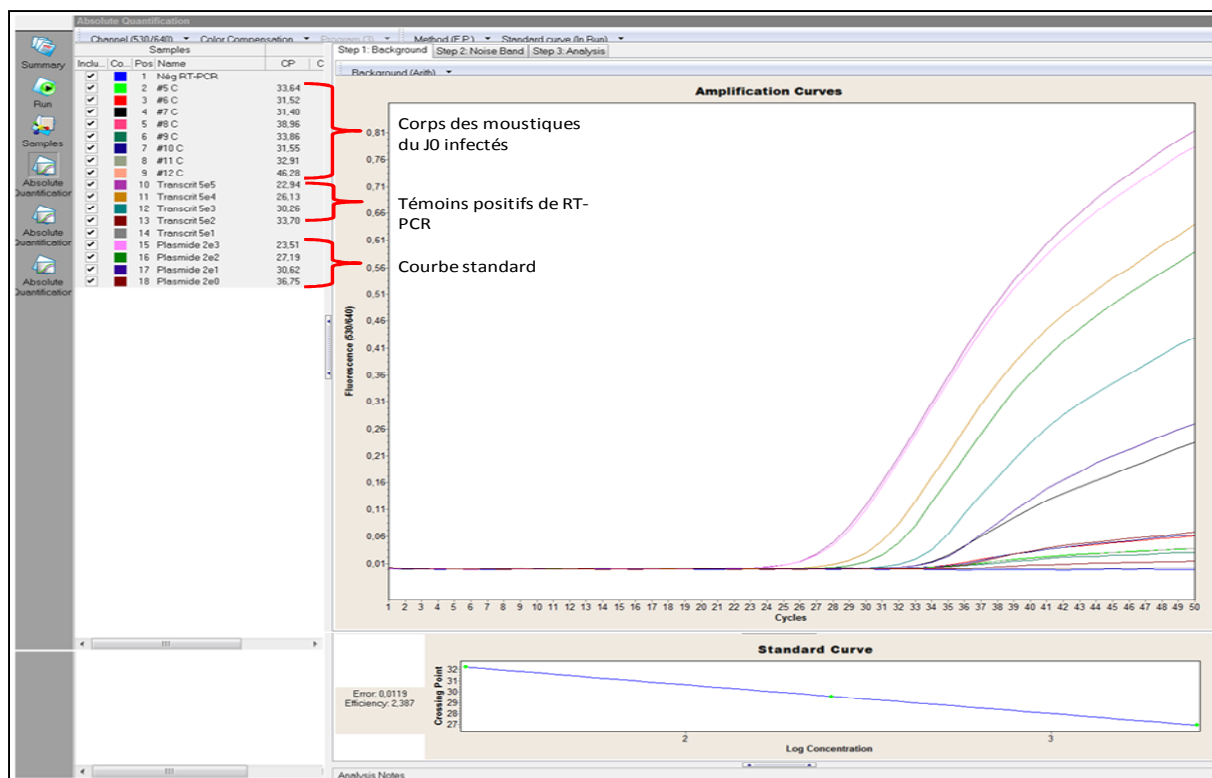 Absolute Quantification
Channel (530/640) Color Compensation Program (3) Method (F.P.) Standard curve (In Run)
Samples
Inclu... Co... Pos Name CP C
1 Nég RT-PCR
2 #5 C 33,64
3 #6 C 31,52
4 #7 C 31,40
5 #8 C 38,96
6 #9 C 33,86
7 #10 C 31,55
8 #11 C 32,91
9 #12 C 46,28
10 Transcrit 5e5 22,94
11 Transcrit 5e4 26,13
12 Transcrit 5e3 30,26
13 Transcrit 5e2 33,70
14 Transcrit 5e1
15 Plasmide 2e3 23,51
16 Plasmide 2e2 27,19
17 Plasmide 2e1 30,62
18 Plasmide 2e0 36,75
Summary
Run
Samples
Absolute
Quantification
Absolute
Quantification
Absolute
Quantification
Step 1: Background Step 2: Noise Band Step 3: Analysis
Background (Arith)
Amplification Curves
Corps des moustiques
du J0 infectés
Témoins positifs de RT-
PCR
Courbe standard
Fluorescence (530/640)
0,81
0,76
0,71
0,66
0,61
0,56
0,51
0,46
0,41
0,36
0,31
0,26
0,21
0,16
0,11
0,06
0,01
1 2 3 4 5 6 7 8 9 10 11 12 13 14 15 16 17 18 19 20 21 22 23 24 25 26 27 28 29 30 31 32 33 34 35 36 37 38 39 40 41 42 43 44 45 46 47 48 49 50
Cycles
Standard Curve
Error: 0,0119
Efficiency: 2,387
Crossing Point
32
31
30
29
28
27
2 3
Log Concentration
Analysis Notes